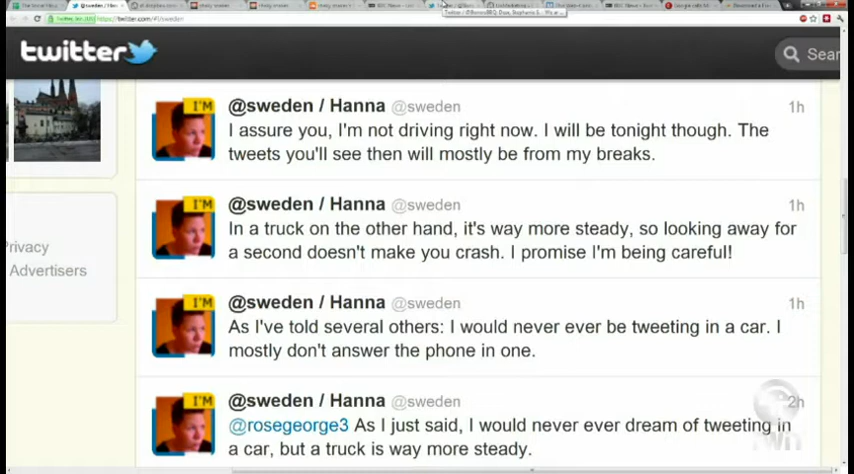 https://twitter.com/#!/sweden
twitter
Sear
I'M
@sweden / Hanna @sweden 1h
I assure you, I'm not driving right now. I will be tonight though. The
tweets you'll see then will mostly be from my breaks.
I'M
@sweden / Hanna @sweden 1h
In a truck on the other hand, it's way more steady, so looking away for
a second doesn't make you crash. I promise I'm being careful!
Privacy
Advertisers
I'M
@sweden / Hanna @sweden 1h
As I've told several others: I would never ever be tweeting in a car. I
mostly don't answer the phone in one.
I'M
@sweden / Hanna @sweden 2h
@rosegeorge3 As I just said, I would never ever dream of tweeting in
a car, but a truck is way more steady.